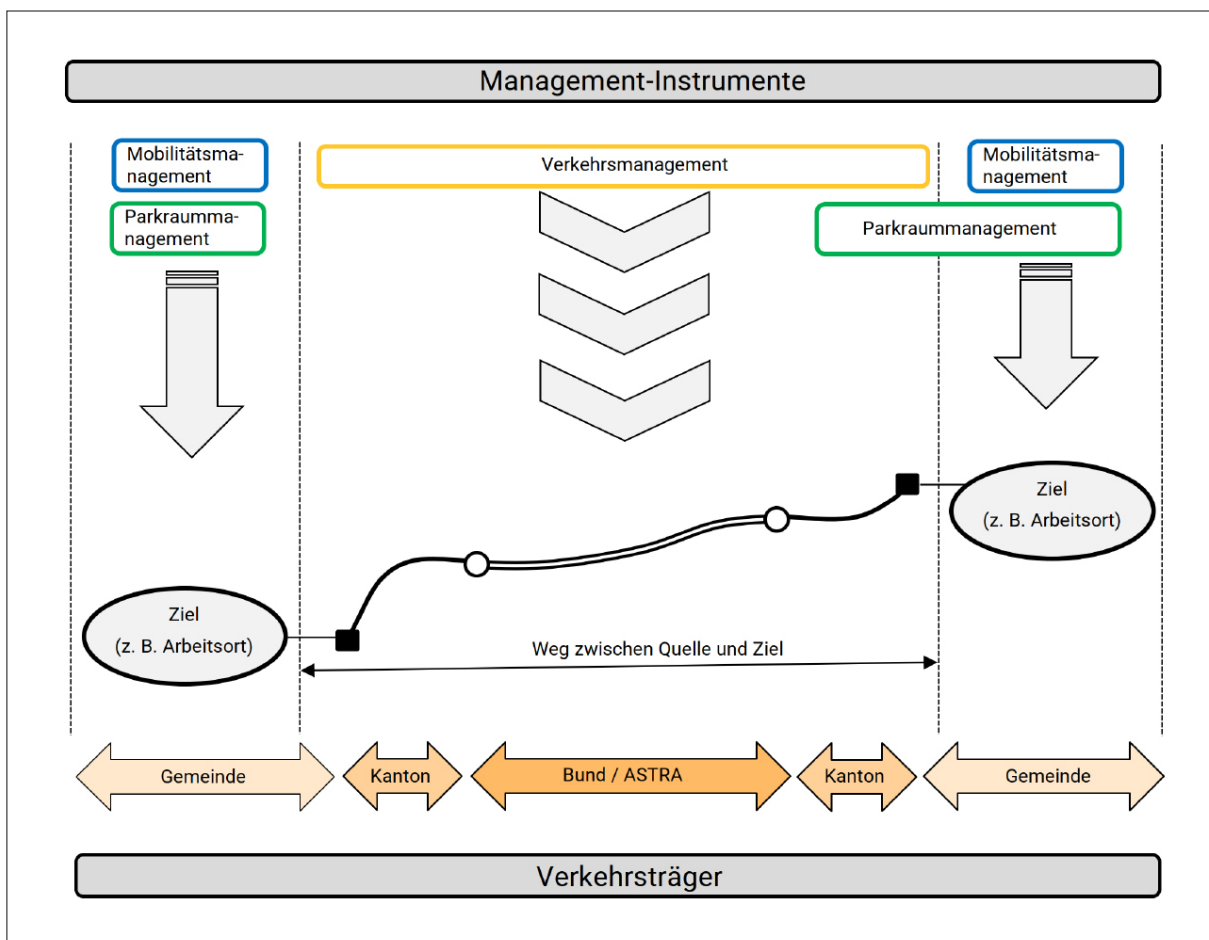 Management-Instrumente
Mobilitätsma-
nagement
Parkraumma-
nagement
Verkehrsmanagement
Mobilitätsma-
nagement
Parkraummanagement
Ziel
(z. B. Arbeitsort)
Ziel
(z. B. Arbeitsort)
Weg zwischen Quelle und Ziel
Gemeinde
Kanton
Bund / ASTRA
Kanton
Gemeinde
Verkehrsträger